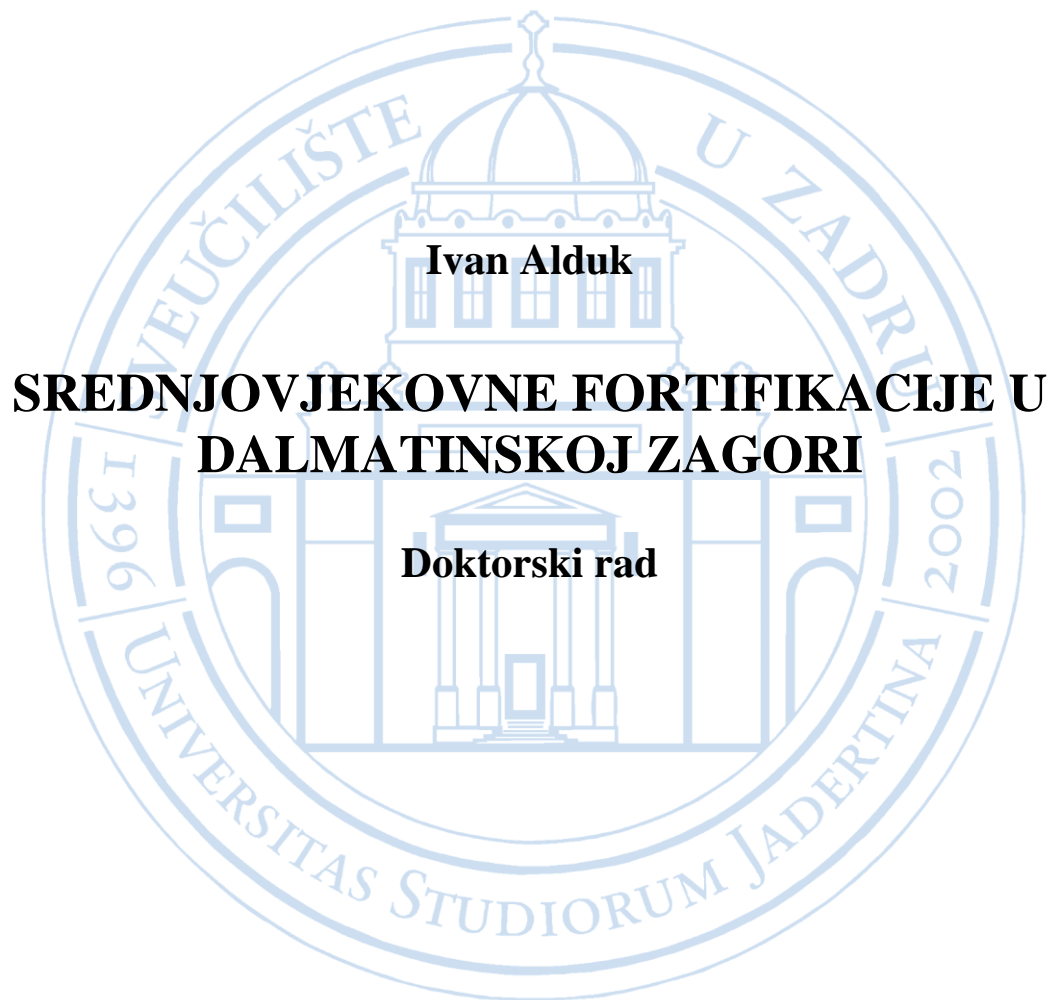 SVEUČILIŠTE U ZADRU
Ivan Alduk
SREDNJOVJEKOVNE FORTIFIKACIJE U
DALMATINSKOJ ZAGORI
1396
2002
Doktorski rad
UNIVERSITAS STUDIORUM JADERTINA